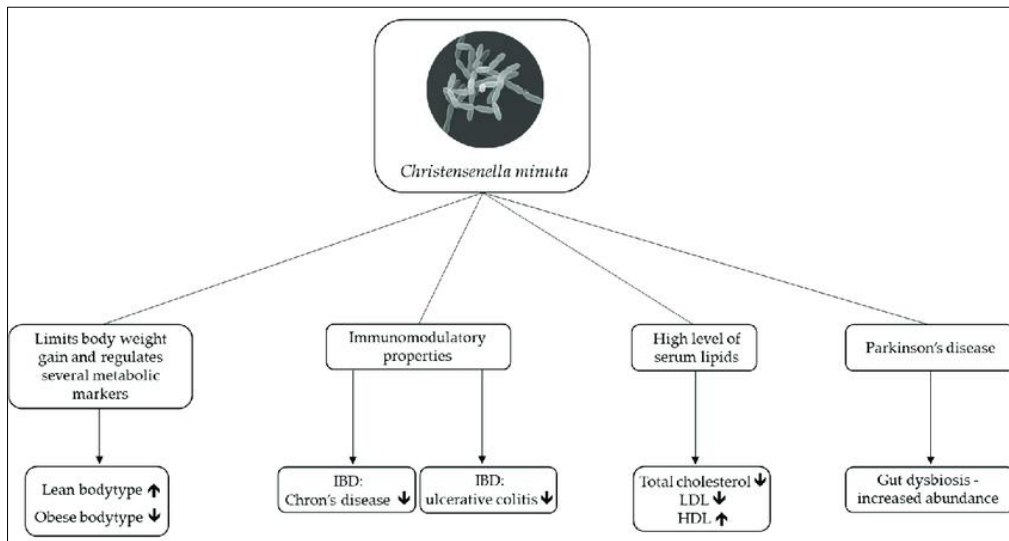 Christensenella minuta
Limits body weight
gain and regulates
several metabolic
markers
Immunomodulatory
properties
High level of
serum lipids
Parkinson's disease
Lean bodytype ↑
Obese bodytype ↓
IBD:
Chron's disease ↓
IBD:
ulcerative colitis ↓
Total cholesterol ↓
LDL ↓
HDL ↑
Gut dysbiosis -
increased abundance